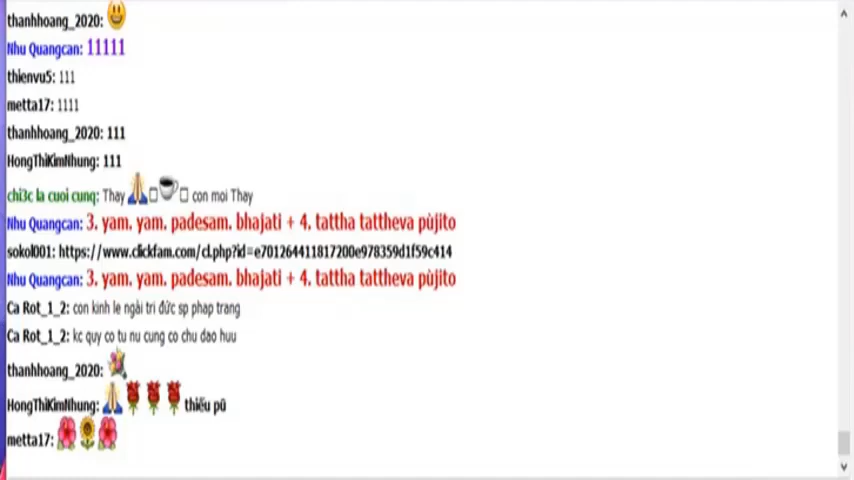 thanhhoang_2020:
Nhu Quangcan: 11111
thienvu5: 111
metta17: 1111
thanhhoang_2020: 111
HongThiKimNhung: 111
chi3c la cuoi cung: Thay con moi Thay
Nhu Quangcan: 3. yam. yam. padesam. bhajati + 4. tattha tattheva pùjito
sokol001: https://www.clickfam.com/cl.php?id=e701264411817200e978359d1f59c414
Nhu Quangcan: 3. yam. yam. padesam. bhajati + 4. tattha tattheva pùjito
Ca Rot_1_2: con kinh le ngài tri đức sp phap trang
Ca Rot_1_2: kc quy co tu nu cung co chu dao huu
thanhhoang_2020:
HongThiKimNhung: thiếu pū
metta17: